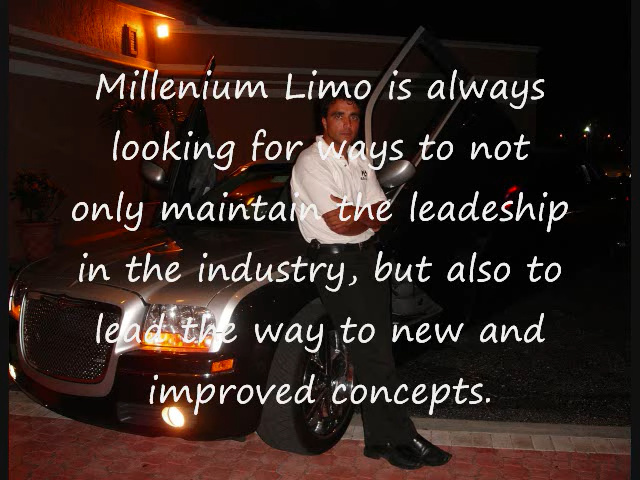 Millenium Limo is always
looking for ways to not
only maintain the leadeship
in the industry, but also to
lead the way to new and
improved concepts.